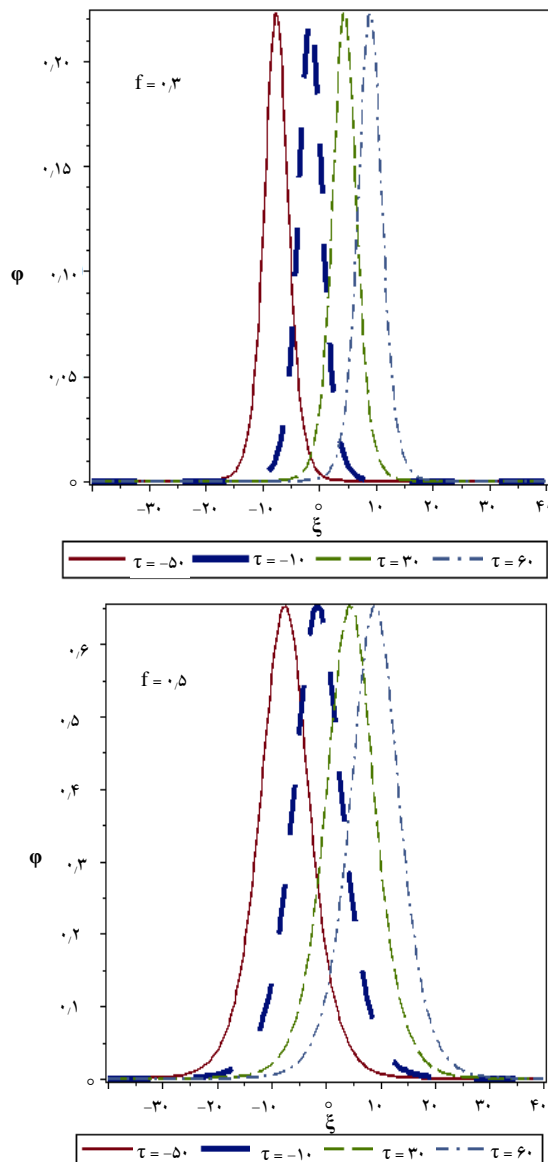 ۰٫۲۰
f = ۰٫۳
۰٫۱۵
۰٫۱۰
φ
۰٫۰۵
۰
−۳۰ −۲۰ −۱۰ ۰ ۱۰ ۲۰ ۳۰ ۴۰
ξ
τ = −۵۰ τ = −۱۰ τ = ۳۰ τ = ۶۰
۰٫۶
f = ۰٫۵
۰٫۵
۰٫۴
φ
۰٫۳
۰٫۲
۰٫۱
۰
−۳۰ −۲۰ −۱۰ ۰ ۱۰ ۲۰ ۳۰ ۴۰
ξ
τ = −۵۰ τ = −۱۰ τ = ۳۰ τ = ۶۰